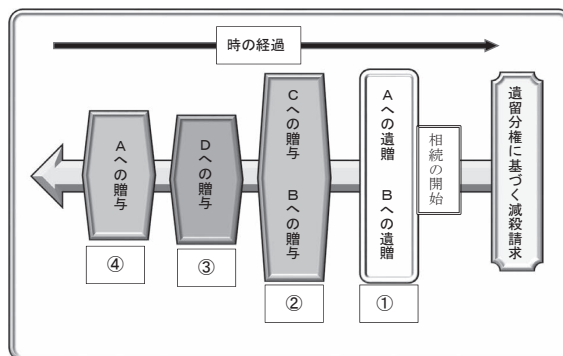 時の経過
Aへの贈与
Dへの贈与
Cへの贈与
Bへの贈与
Aへの遺贈
Bへの遺贈
相続の開始
遺留分権に基づく減殺請求
④
③
②
①